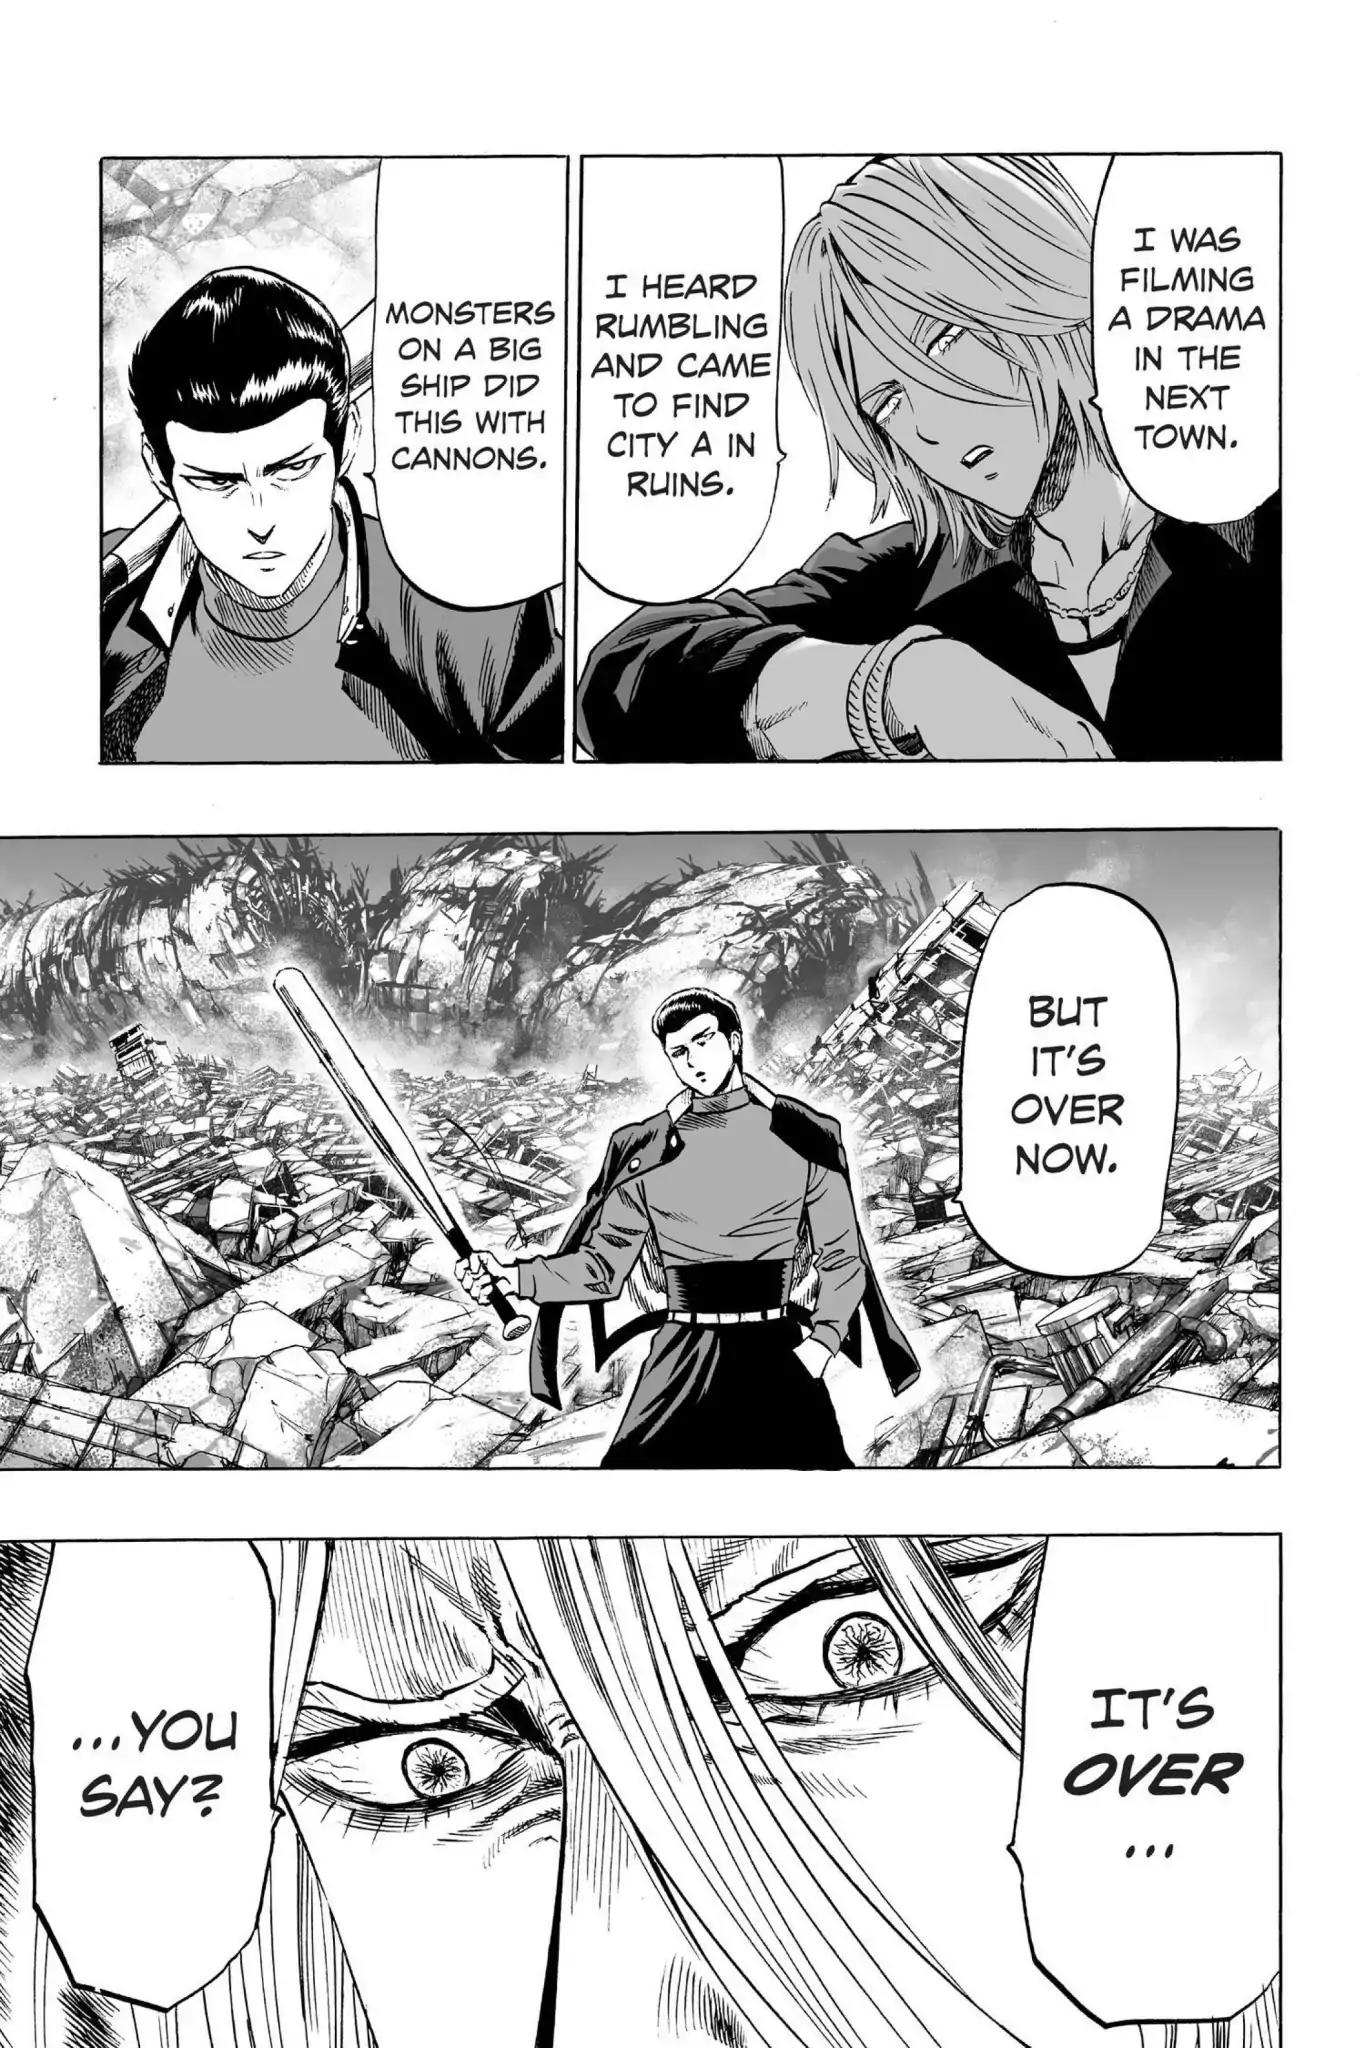 I WAS
FILMING
A DRAMA
IN THE
NEXT
TOWN.
I HEARD
RUMBLING
AND CAME
TO FIND
CITY A IN
RUINS.
MONSTERS
ON A BIG
SHIP DID
THIS WITH
CANNONS.
BUT
IT'S
OVER
NOW.
IT'S
OVER
...
...YOU
SAY?